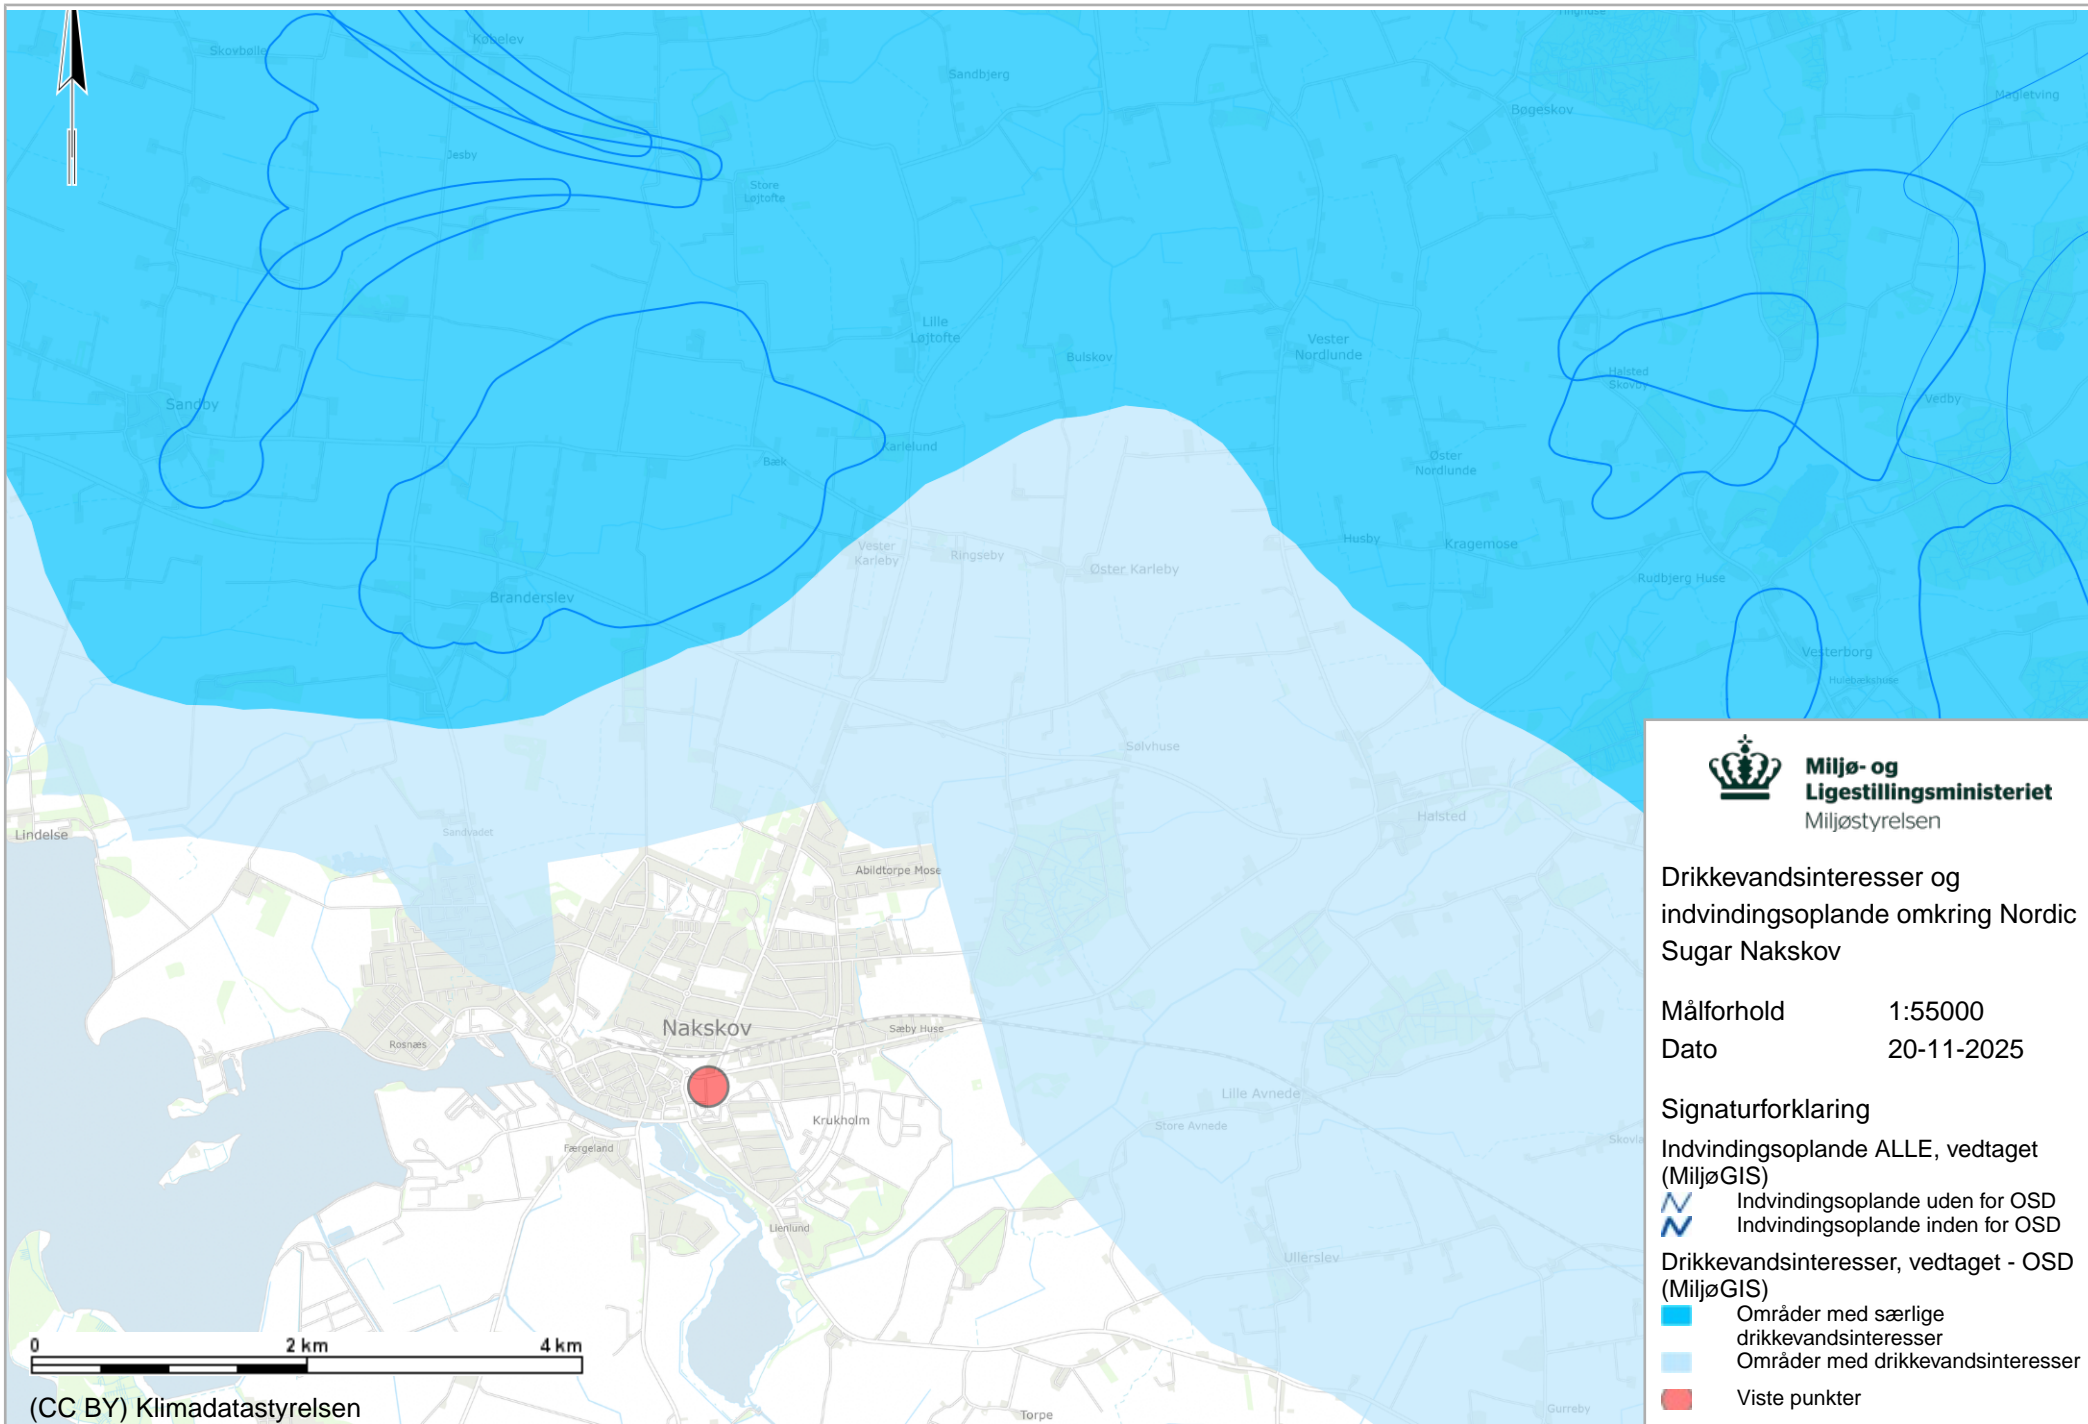 Tinghuse
Skovbølle
Købelev
Sandbjerg
Bøgeskov
Magletving
Jesby
Store
Løjtofte
Lille
Løjtofte
Bulskov
Vester
Nordlunde
Halsted
Skovby
Vedby
Sandby
Karlelund
Bæk
Øster
Nordlunde
Vester
Karleby
Ringseby
Øster Karleby
Husby
Kragemose
Rudbjerg Huse
Branderslev
Vesterborg
Hulebækshuse
Sølvhuse
Halsted
Lindelse
Sandvadet
Abildtorpe Mose
Nakskov
Sæby Huse
Rosnæs
Krukholm
Lille Avnede
Store Avnede
Færgeland
Lienlund
Ullerslev
Torpe
Gurreby
0
2 km
4 km
(CC BY) Klimadatastyrelsen
Miljø- og
Ligestillingsministeriet
Miljøstyrelsen
Drikkevandsinteresser og
indvindingsoplande omkring Nordic
Sugar Nakskov
Målforhold 1:55000
Dato 20-11-2025
Signaturforklaring
Indvindingsoplande ALLE, vedtaget
(MiljøGIS)
Indvindingsoplande uden for OSD
Indvindingsoplande inden for OSD
Drikkevandsinteresser, vedtaget - OSD
(MiljøGIS)
Områder med særlige
drikkevandsinteresser
Områder med drikkevandsinteresser
Viste punkter